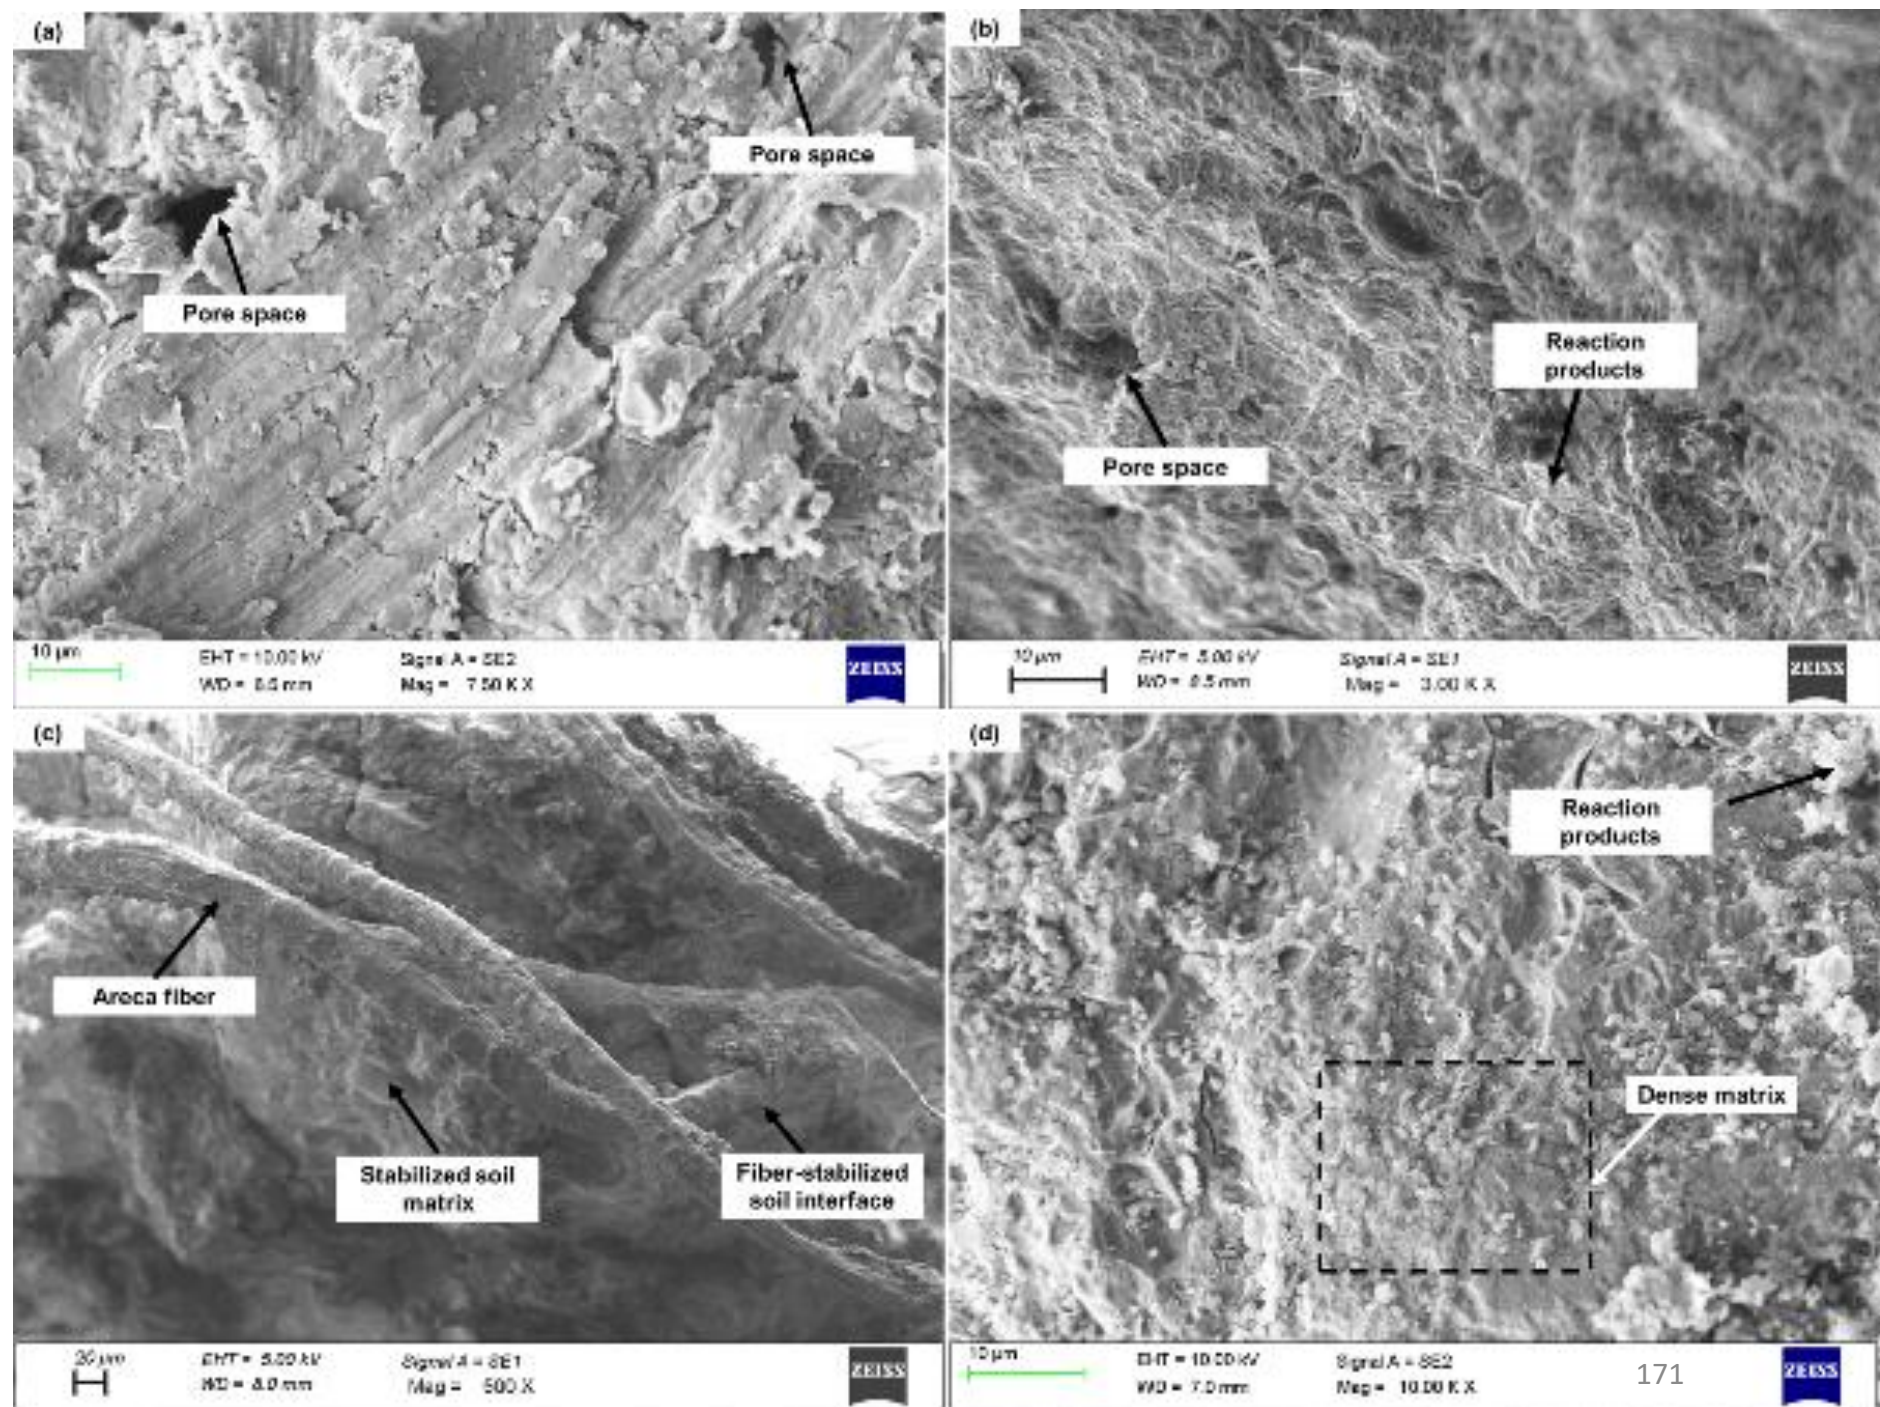 (a)
Pore space
Pore space
10 µm
EHT = 10.00 kV
Signal A = SE2
WD = 8.5 mm
Mag = 7.50 K X
ZEISS
(b)
Reaction
products
Pore space
10 µm
EHT = 5.00 kV
Signal A = SE1
WD = 8.5 mm
Mag = 3.00 K X
ZEISS
(c)
Areca fiber
Stabilized soil
matrix
Fiber-stabilized
soil interface
20 µm
EHT = 5.00 kV
Signal A = SE1
WD = 8.0 mm
Mag = 500 X
ZEISS
(d)
Reaction
products
Dense matrix
10 µm
EHT = 10.00 kV
Signal A = SE2
WD = 7.0 mm
Mag = 10.00 K X
171
ZEISS